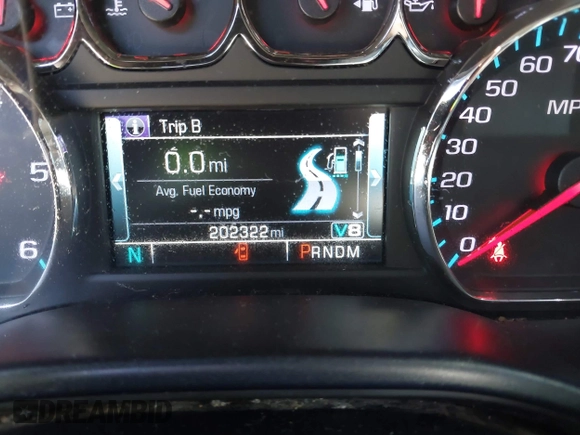 Trip B
0.0 mi
Avg. Fuel Economy
-.- mpg
202322 mi V8
N PRNDM
5
6
0
10
20
30
40
50
60
70
MP
DREAMBID